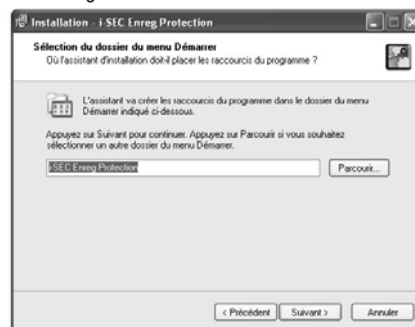 Installation - i-SEC Enreg Protection
Sélection du dossier du menu Démarrer
Où l'assistant d'installation doit-il placer les raccourcis du programme ?
L'assistant va créer les raccourcis du programme dans le dossier du menu
Démarrer indiqué ci-dessous.
Appuyez sur Suivant pour continuer. Appuyez sur Parcourir si vous souhaitez
sélectionner un autre dossier du menu Démarrer.
i-SEC Enreg Protection
Parcourir...
< Précédent
Suivant >
Annuler